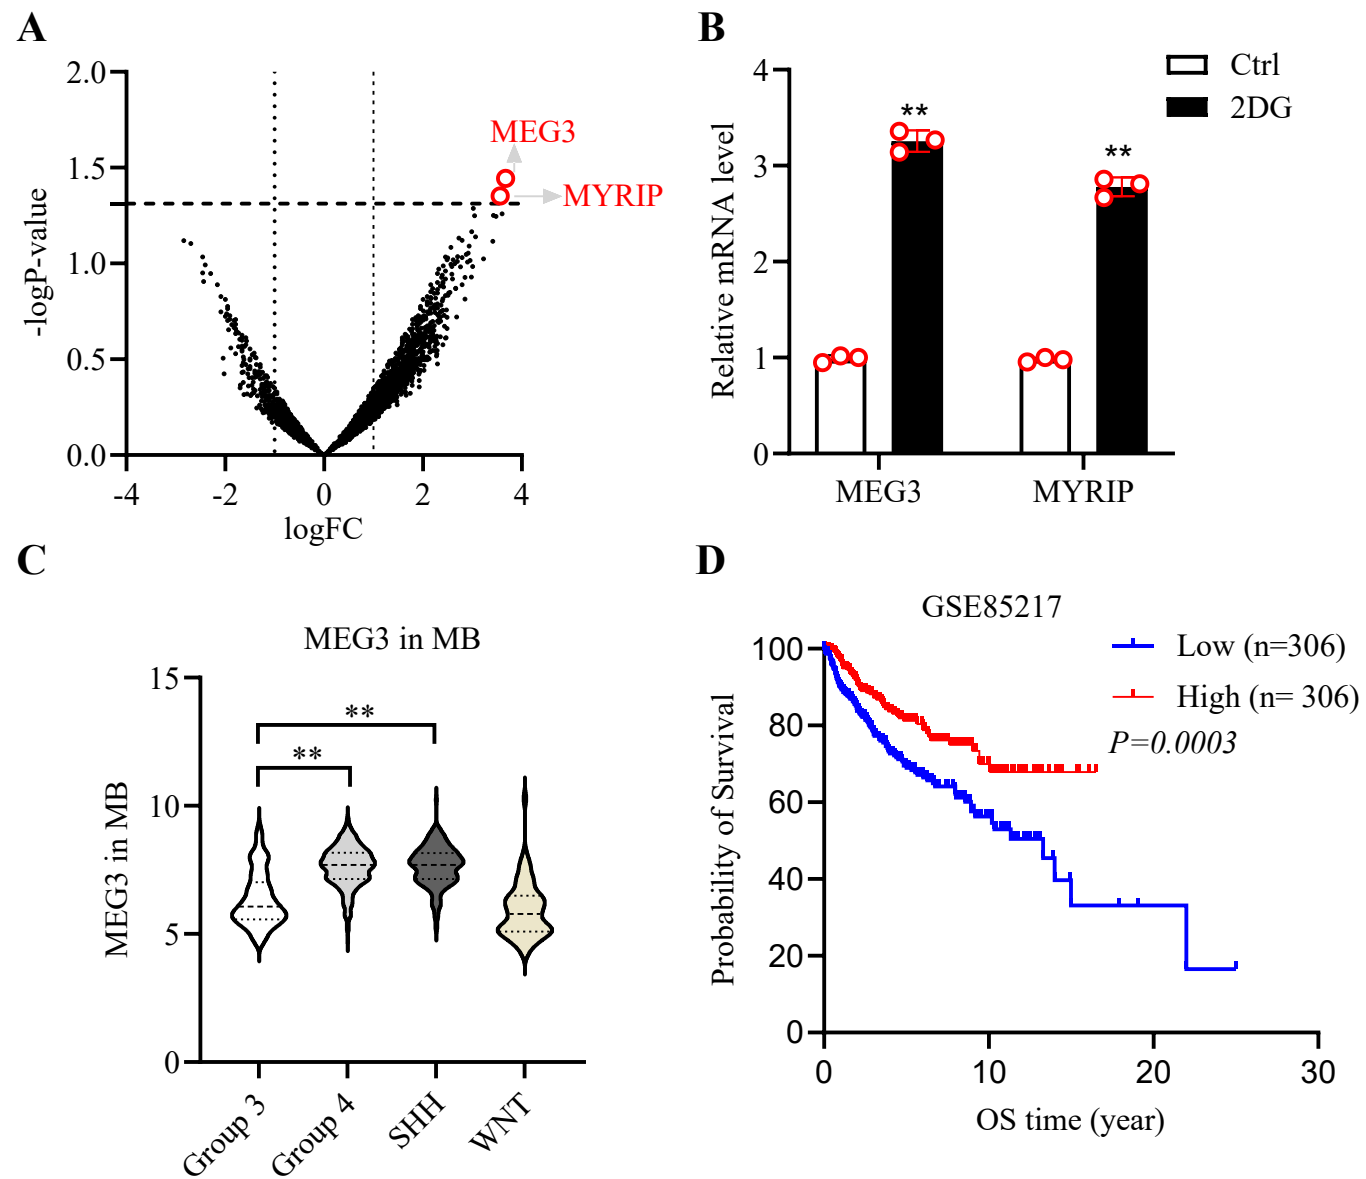 A
2.0
1.5
1.0
0.5
0.0
-logP-value
-4 -2 0 2 4
logFC
MEG3
MYRIP
B
Ctrl
2DG
4
3
2
1
0
Relative mRNA level
** **
MEG3 MYRIP
C
MEG3 in MB
15
10
5
0
MEG3 in MB
**
**
Group 3 Group 4 SHH WNT
D
GSE85217
Low (n=306)
High (n= 306)
P=0.0003
100
80
60
40
20
0
Probability of Survival
0 10 20 30
OS time (year)